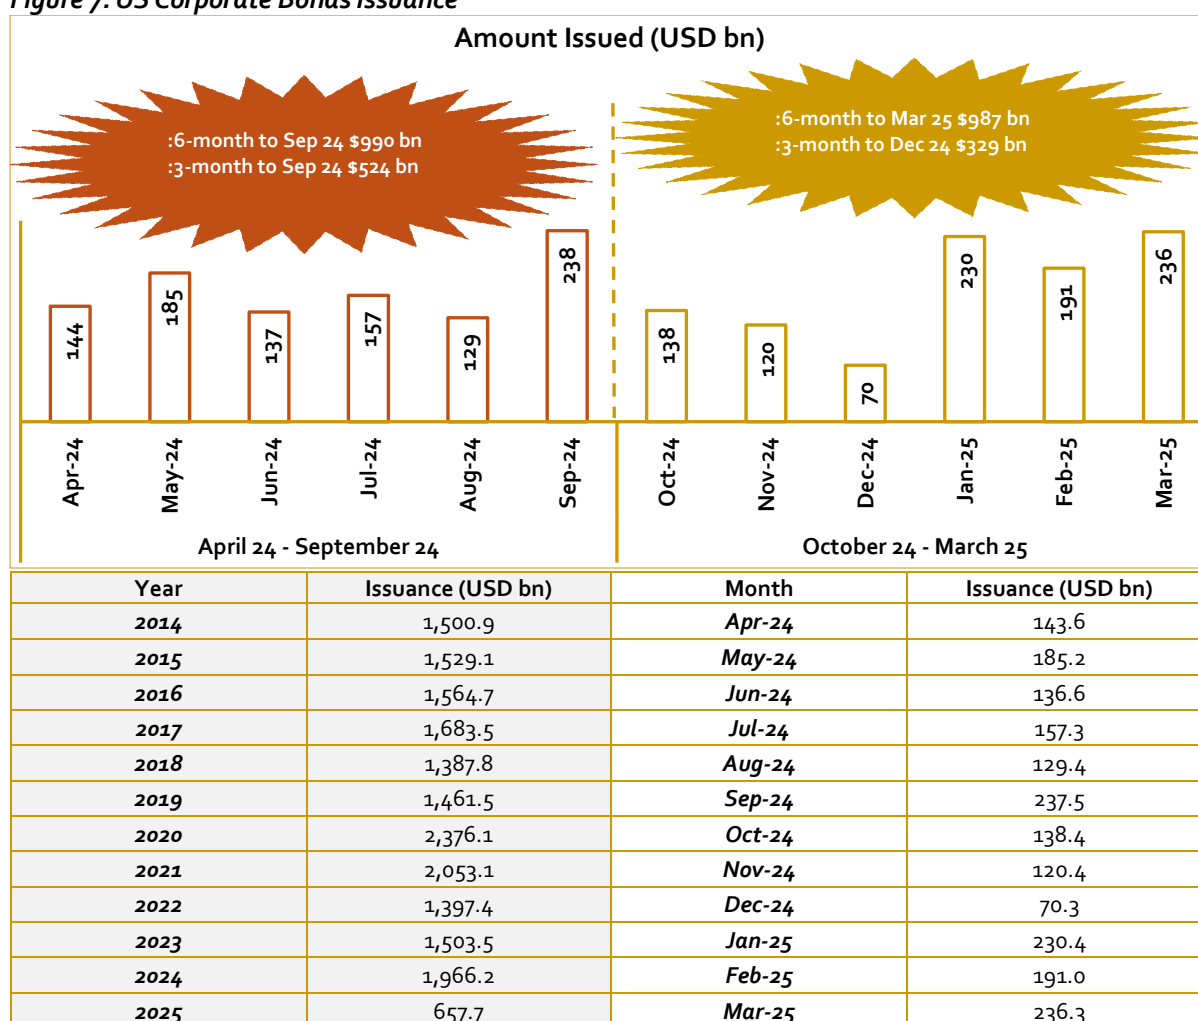 Figure 7: US Corporate Bonds Issuance
Amount Issued (USD bn)
:6-month to Sep 24 $990 bn
:3-month to Sep 24 $524 bn
:6-month to Mar 25 $987 bn
:3-month to Dec 24 $329 bn
144 185 137 157 129 238 138 120 70 230 191 236
Apr-24 May-24 Jun-24 Jul-24 Aug-24 Sep-24 Oct-24 Nov-24 Dec-24 Jan-25 Feb-25 Mar-25
April 24 - September 24 October 24 - March 25
Year Issuance (USD bn) Month Issuance (USD bn)
2014 1,500.9 Apr-24 143.6
2015 1,529.1 May-24 185.2
2016 1,564.7 Jun-24 136.6
2017 1,683.5 Jul-24 157.3
2018 1,387.8 Aug-24 129.4
2019 1,461.5 Sep-24 237.5
2020 2,376.1 Oct-24 138.4
2021 2,053.1 Nov-24 120.4
2022 1,397.4 Dec-24 70.3
2023 1,503.5 Jan-25 230.4
2024 1,966.2 Feb-25 191.0
2025 657.7 Mar-25 236.3